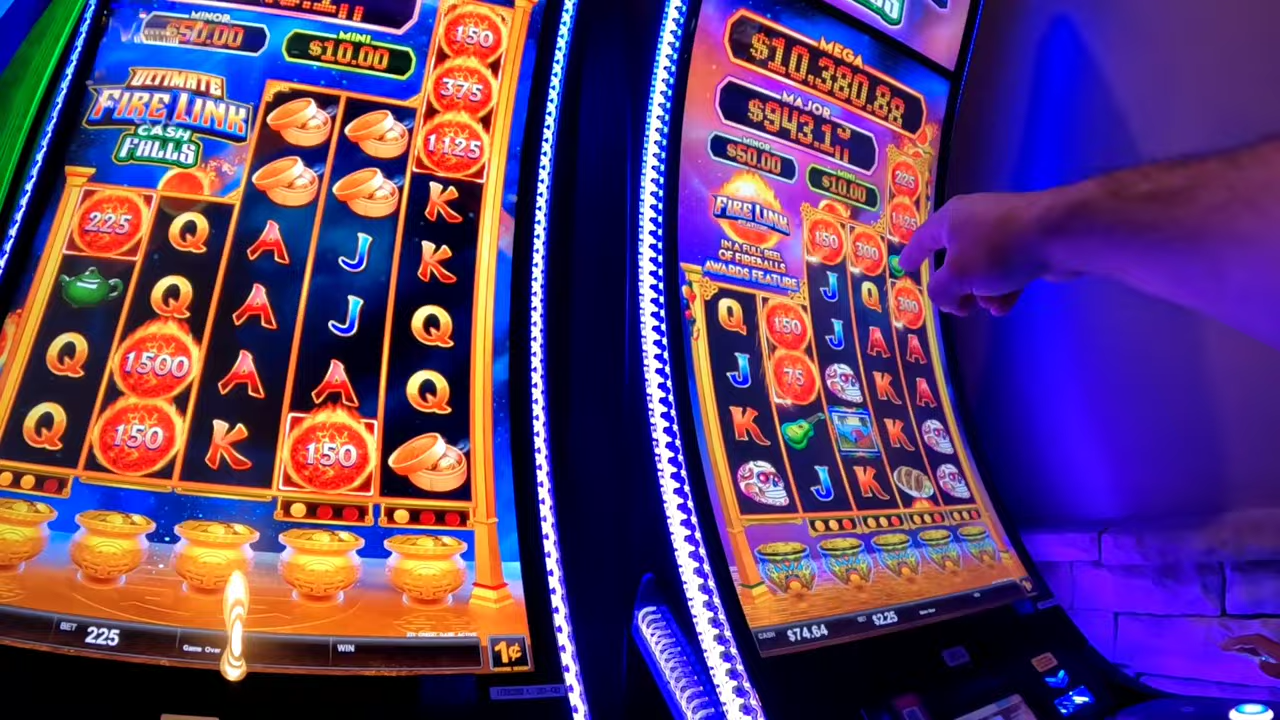 MINOR
$50.00
MINI
$10.00
ULTIMATE
FIRE LINK
CASH
FALLS
150
375
1125
225
Q
Q
Q
Q
1500
150
A
A
A
K
J
J
A
150
K
K
Q
Q
BET 225
Game Over
WIN
1¢
MEGA
$10,380.88
MAJOR
MINOR
$50.00
MINI
$10.00
FIRE LINK
FEATURE
IN A FULL REEL
OF FIREBALLS
AWARDS FEATURE
225
1125
150
300
300
Q
J
K
150
75
J
J
J
Q
A
K
K
K
A
A
CASH $74.64
BET $2.25